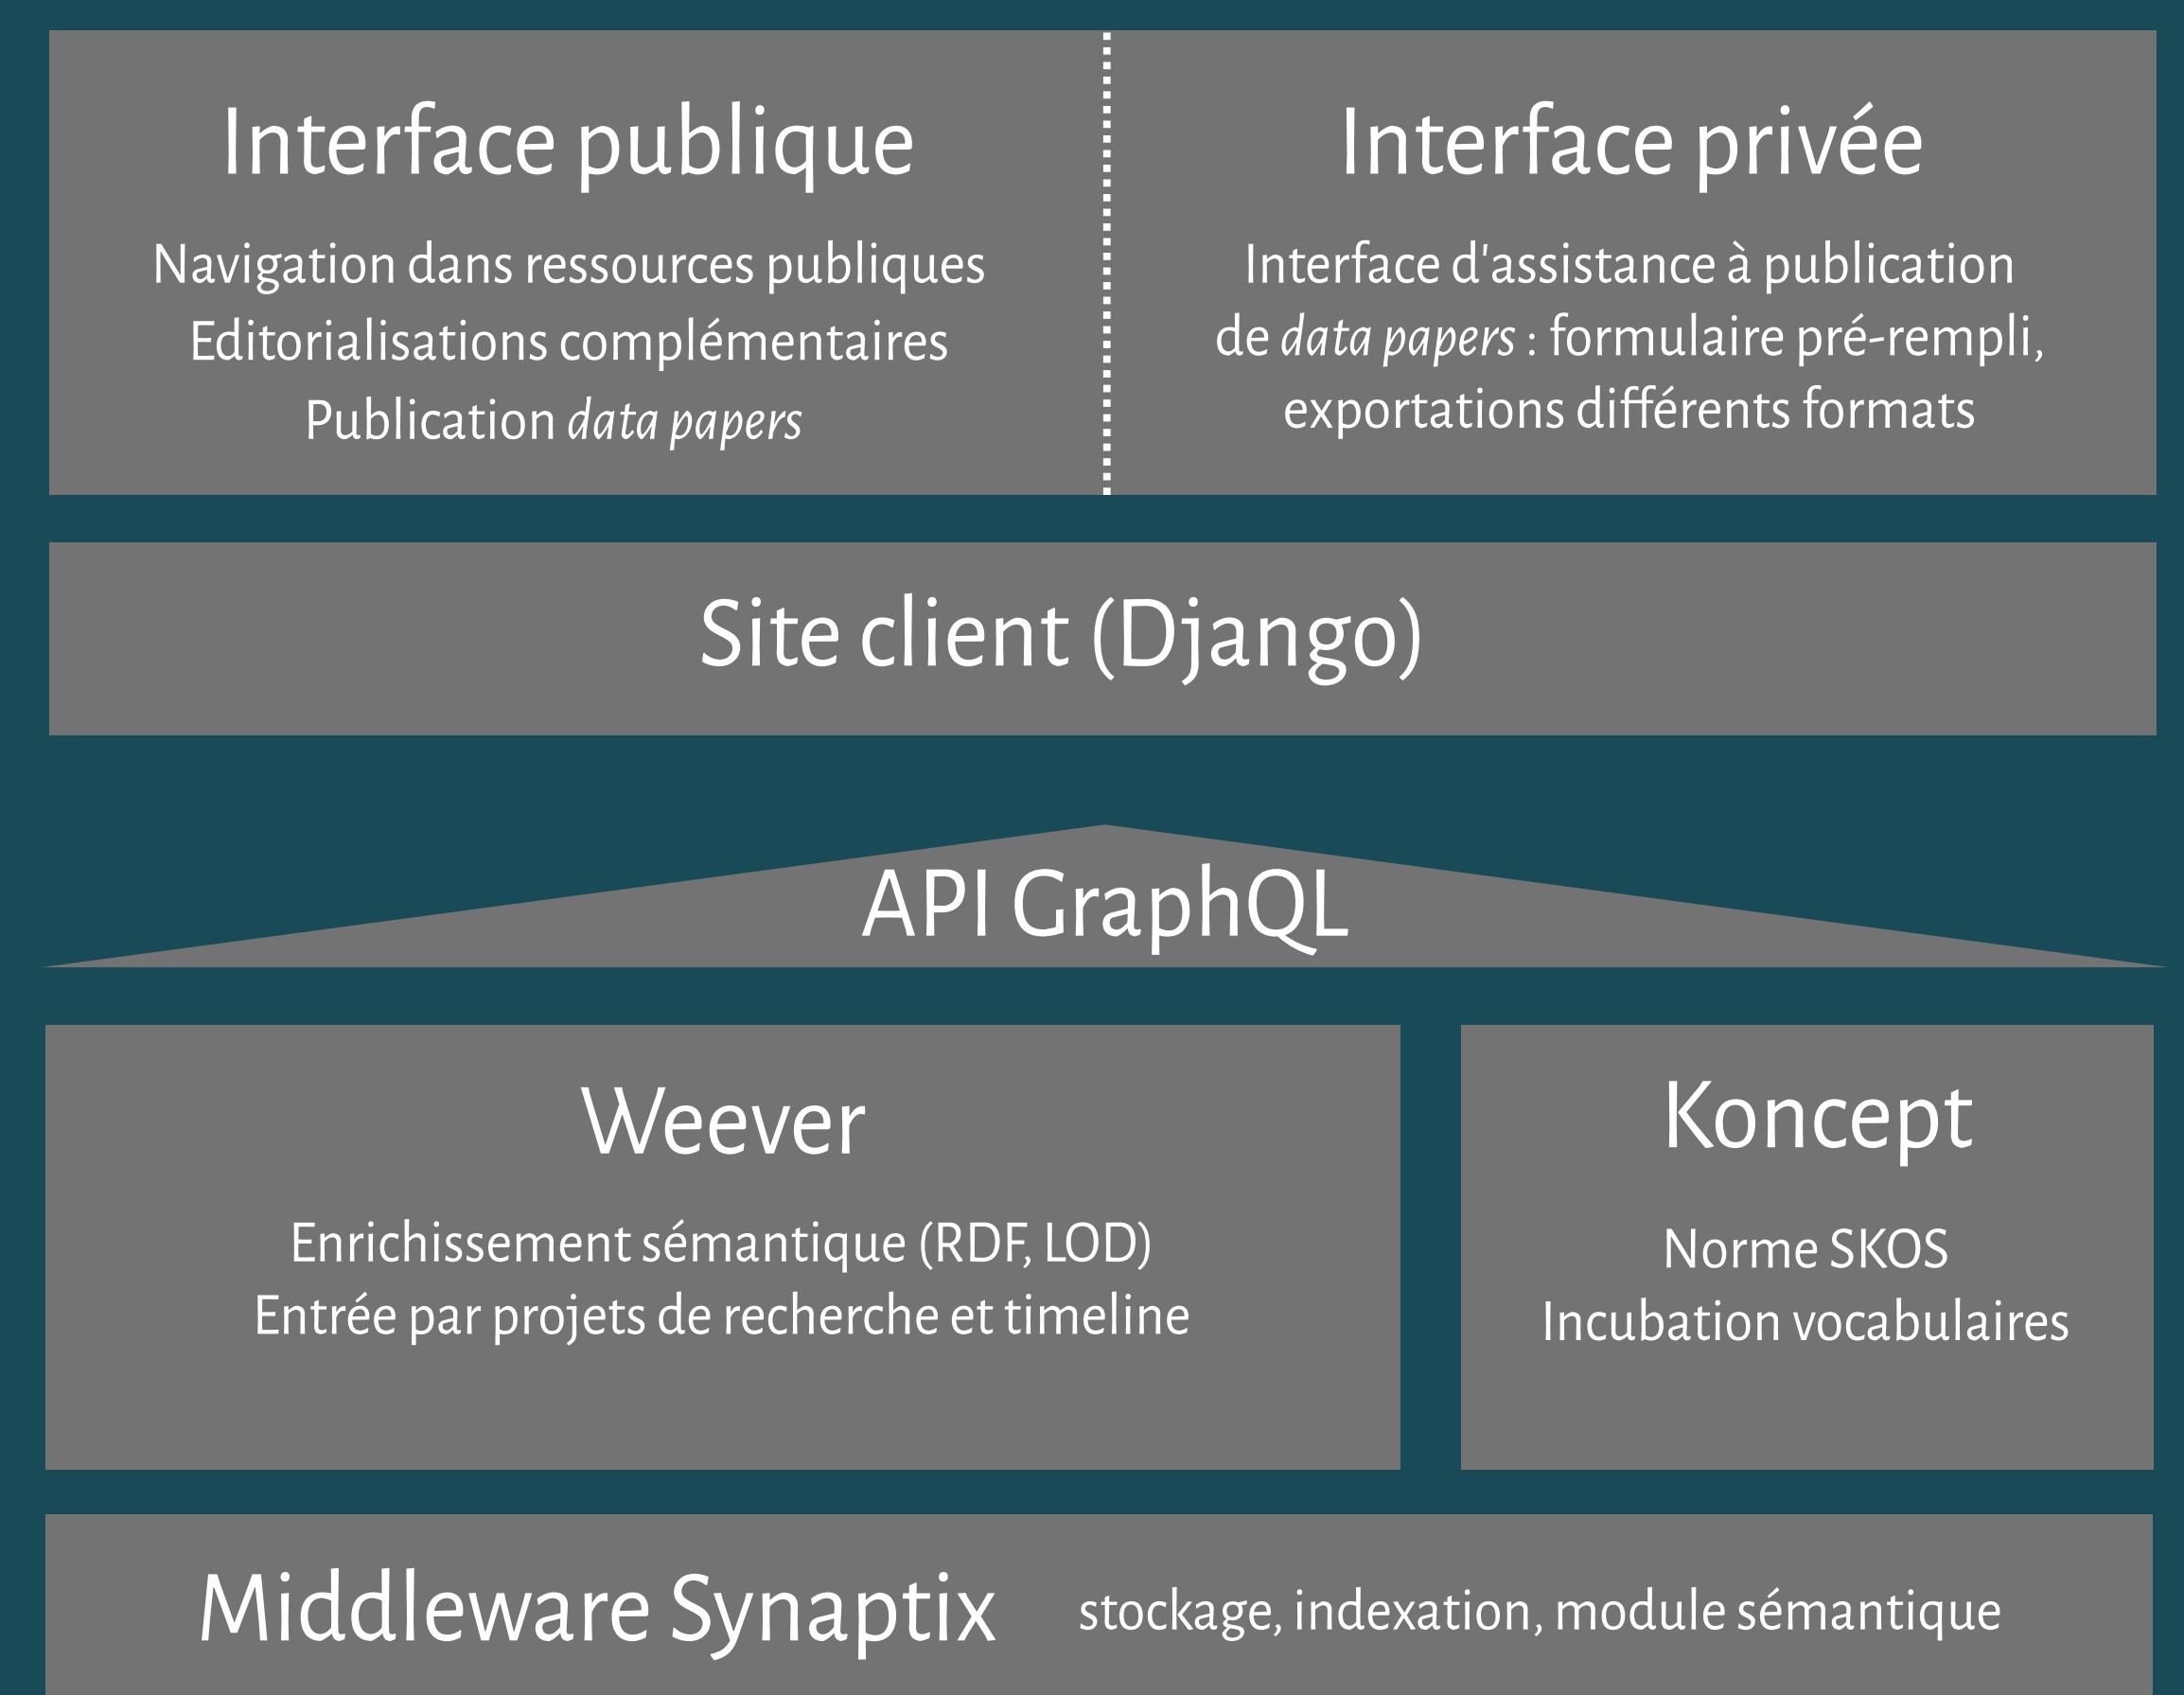 Interface publique
Navigation dans ressources publiques
Editorialisations complémentaires
Publication data papers
Interface privée
Interface d'assistance à publication
de data papers : formulaire pré-rempli,
exportations différents formats
Site client (Django)
API GraphQL
Weever
Enrichissement sémantique (RDF, LOD)
Entrée par projets de recherche et timeline
Koncept
Norme SKOS
Incubation vocabulaires
Middleware Synaptix stockage, indexation, module sémantique